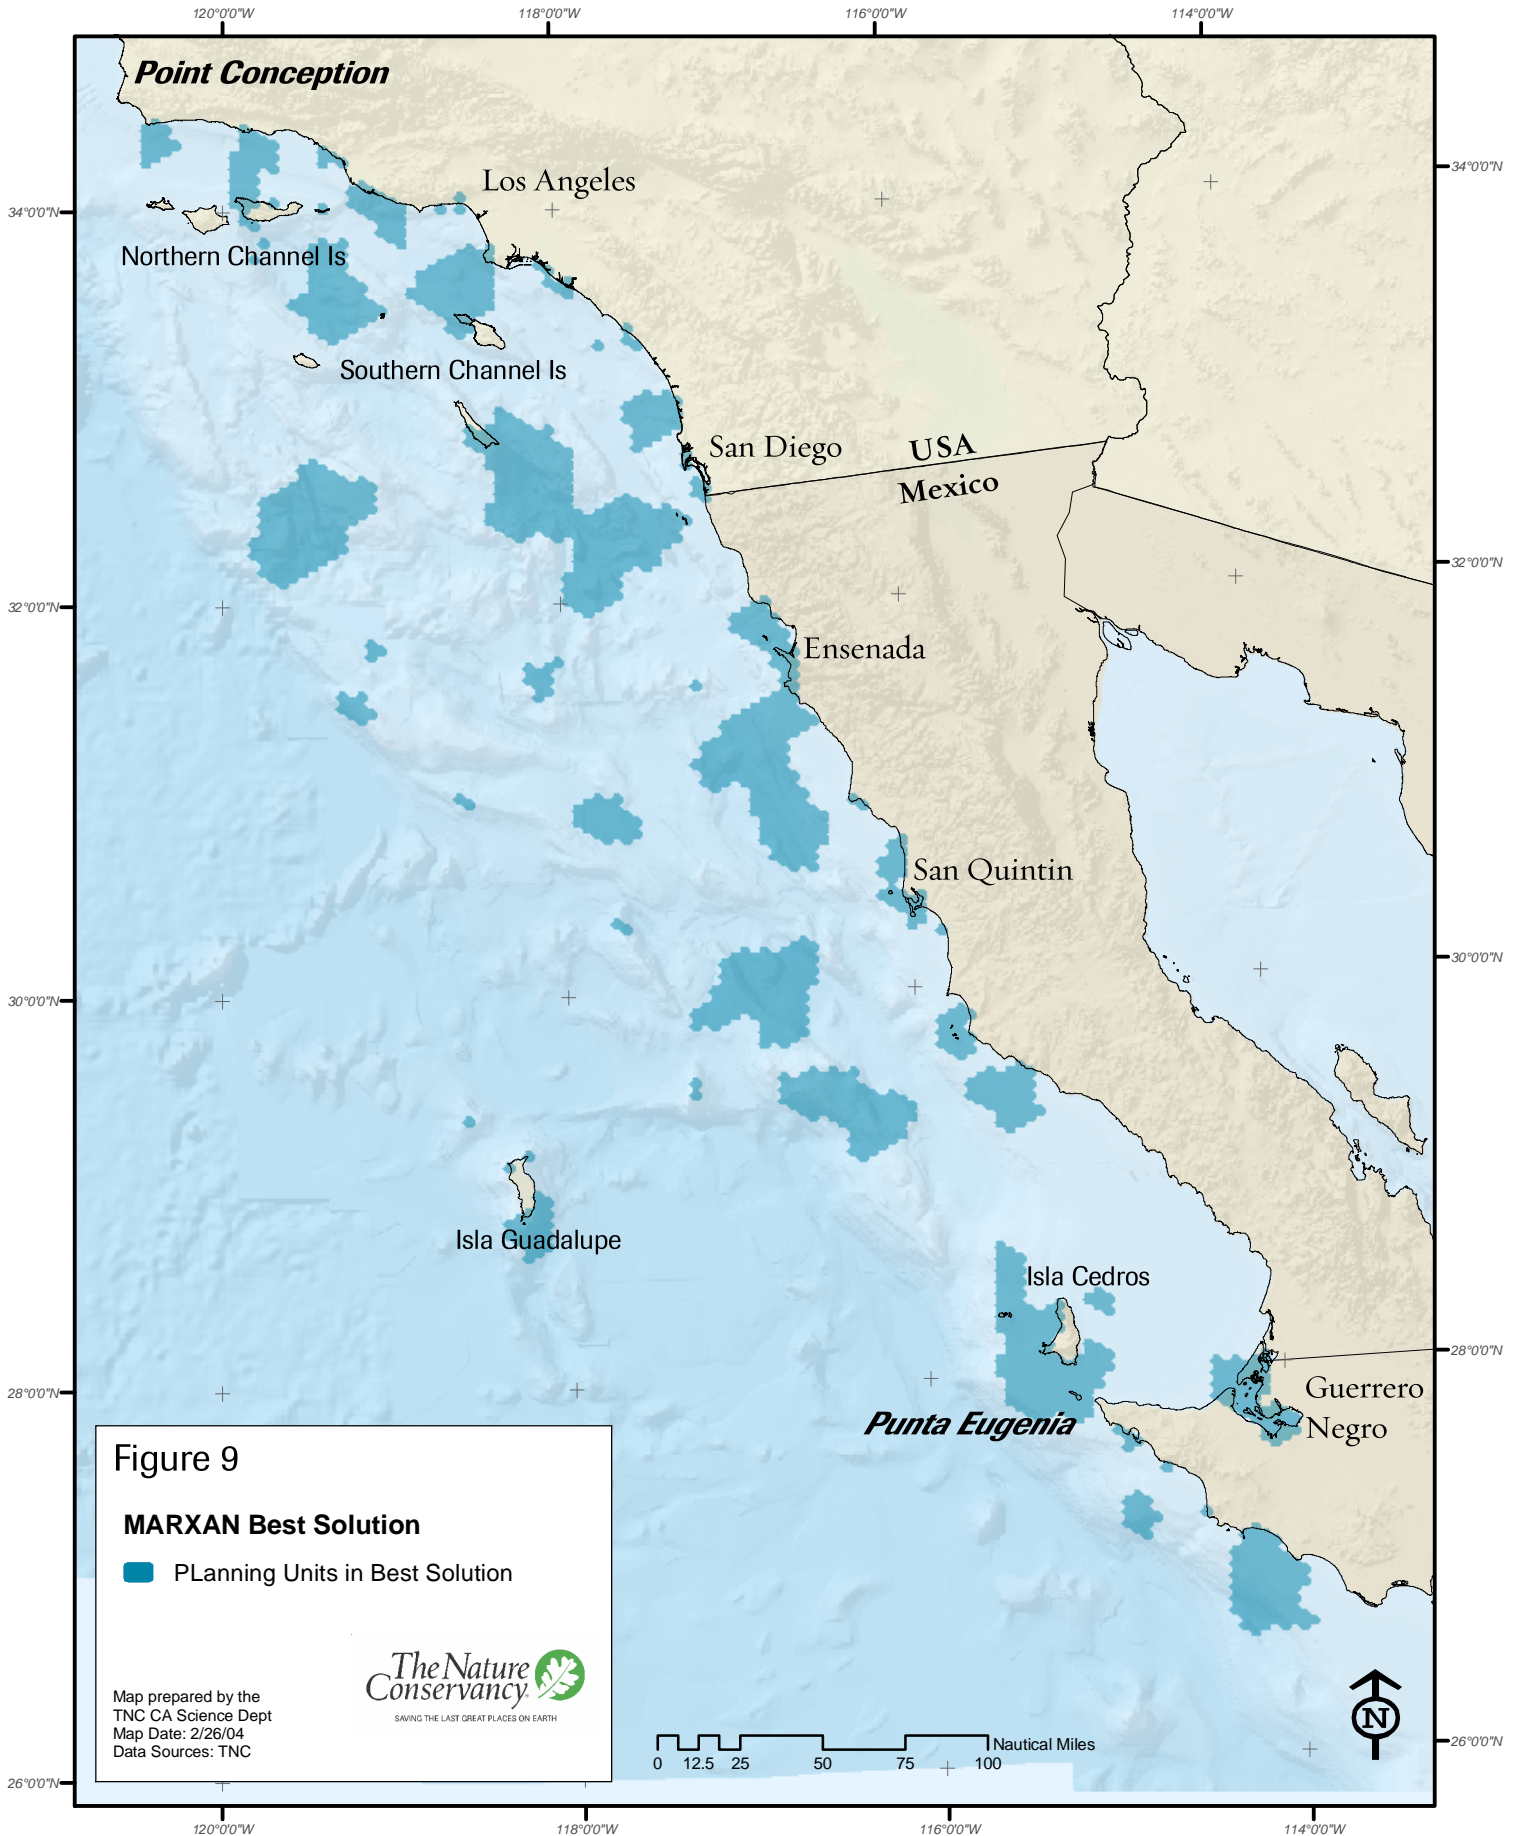 120°0'0"W
118°0'0"W
116°0'0"W
114°0'0"W
Point Conception
Los Angeles
34°0'0"N
34°0'0"N
Northern Channel Is
Southern Channel Is
San Diego
USA
Mexico
32°0'0"N
32°0'0"N
Ensenada
San Quintin
30°0'0"N
30°0'0"N
Isla Guadalupe
Isla Cedros
28°0'0"N
28°0'0"N
Guerrero
Negro
Punta Eugenia
Figure 9
MARXAN Best Solution
PLanning Units in Best Solution
The Nature
Conservancy
SAVING THE LAST GREAT PLACES ON EARTH
Map prepared by the
TNC CA Science Dept
Map Date: 2/26/04
Data Sources: TNC
Nautical Miles
0 12.5 25 50 75 100
N
26°0'0"N
26°0'0"N
120°0'0"W
118°0'0"W
116°0'0"W
114°0'0"W